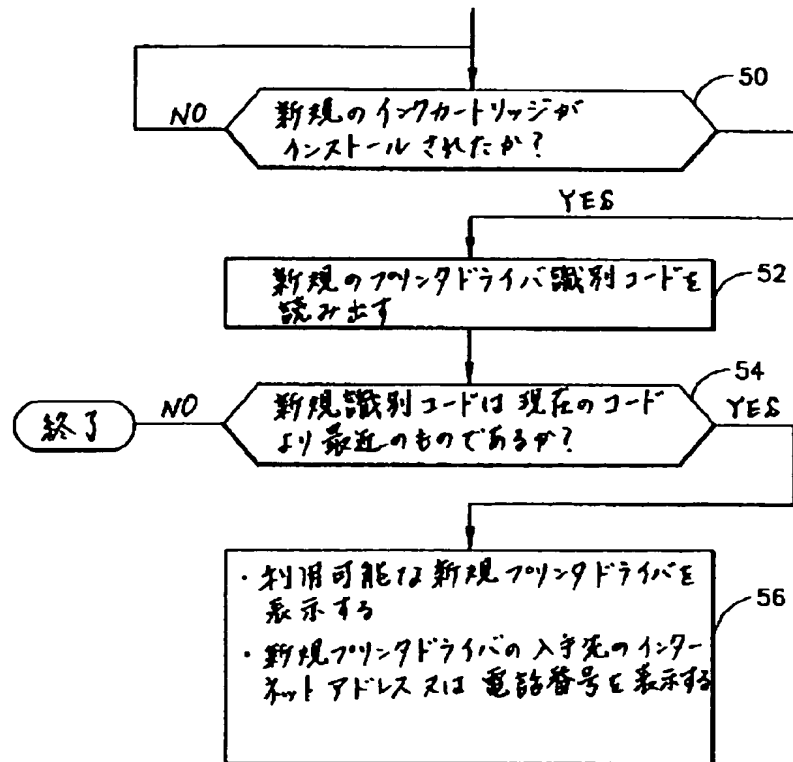 新規のインクカートリッジが
インストールされたか?
50
NO
YES
新規のプリンタドライバ識別コードを
読み出す
52
新規識別コードは現在のコード
より最近のものであるか?
54
NO
YES
終了
・利用可能な新規プリンタドライバを
表示する
・新規プリンタドライバの入手先のインター
ネットアドレス又は電話番号を表示する
56